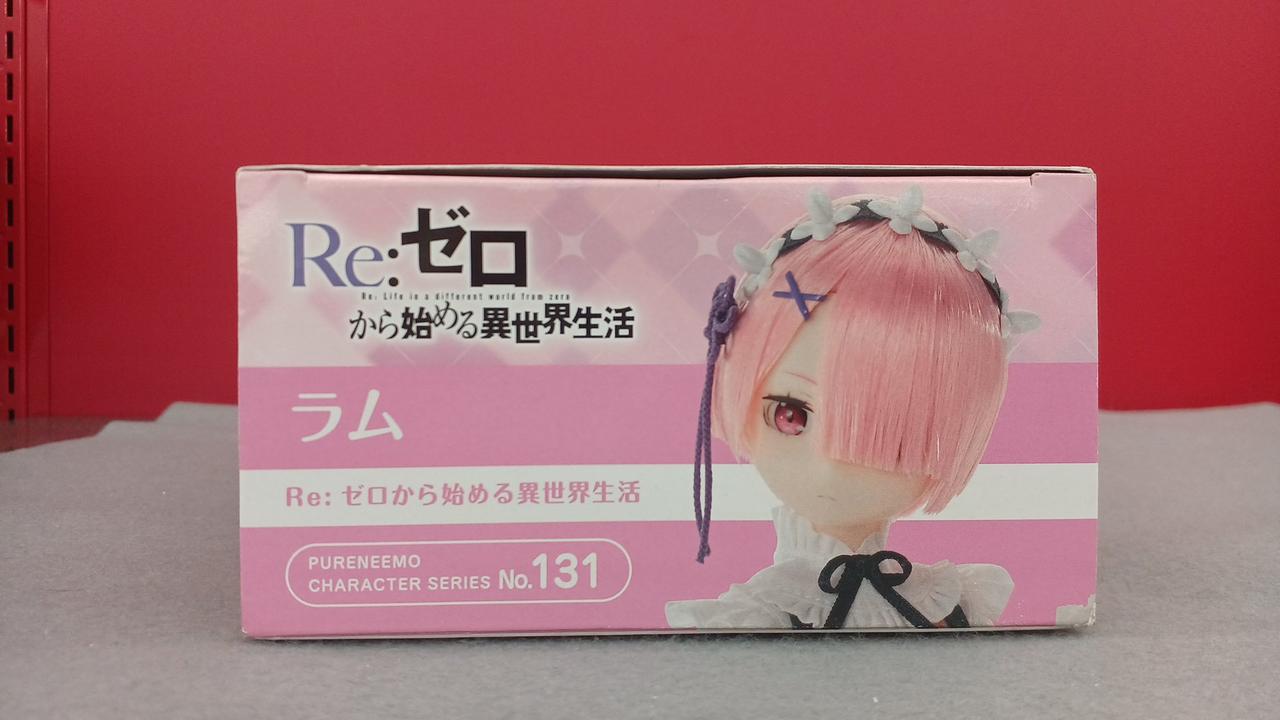 Re:ゼロ
Re: Life in a different world from zero
から始める異世界生活
ラム
Re: ゼロから始める異世界生活
PURENEEMO
CHARACTER SERIES No.131